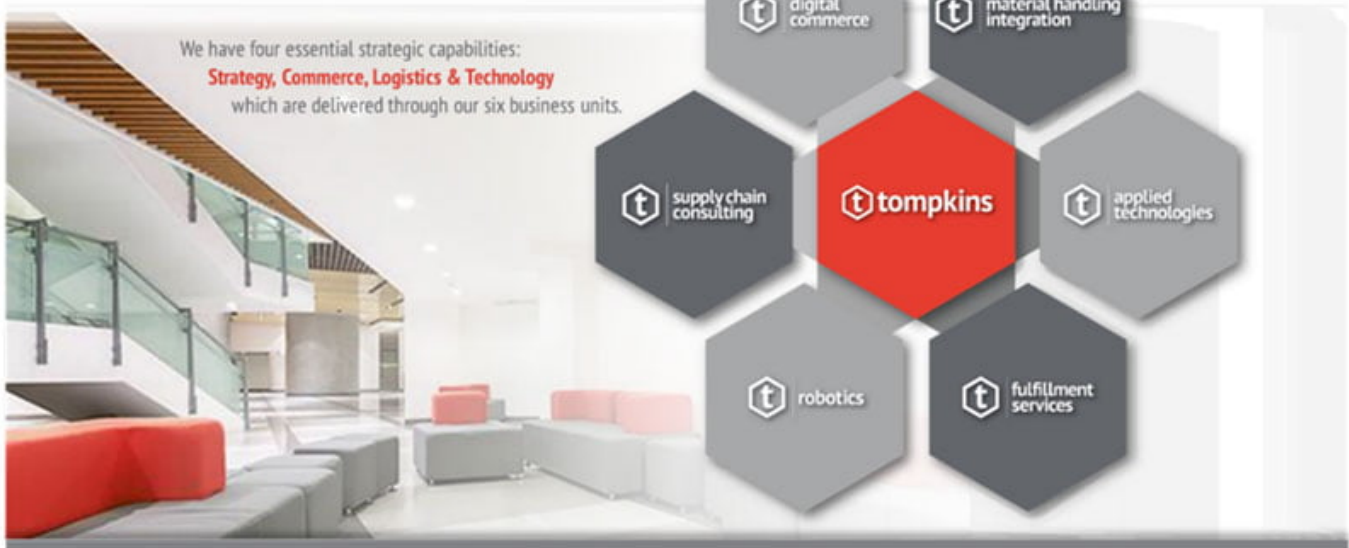 digital
commerce
material handling
integration
We have four essential strategic capabilities:
Strategy, Commerce, Logistics & Technology
which are delivered through our six business units.
supply chain
consulting
t tompkins
applied
technologies
t robotics
fulfillment
services